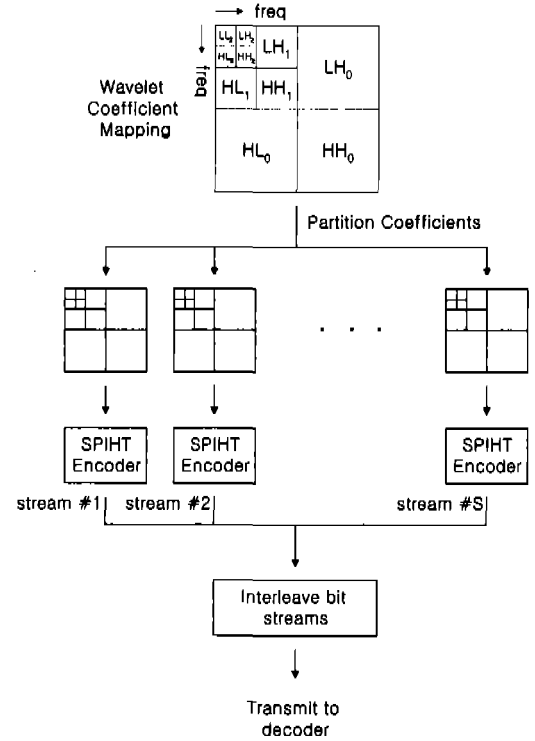 freq
freq
LL₂ LH₂
HL₂ HH₂
LH₁
LH₀
HL₁ HH₁
HL₀
HH₀
Wavelet
Coefficient
Mapping
Partition Coefficients
. . .
SPIHT
Encoder
SPIHT
Encoder
SPIHT
Encoder
stream #1
stream #2
stream #S
Interleave bit
streams
Transmit to
decoder